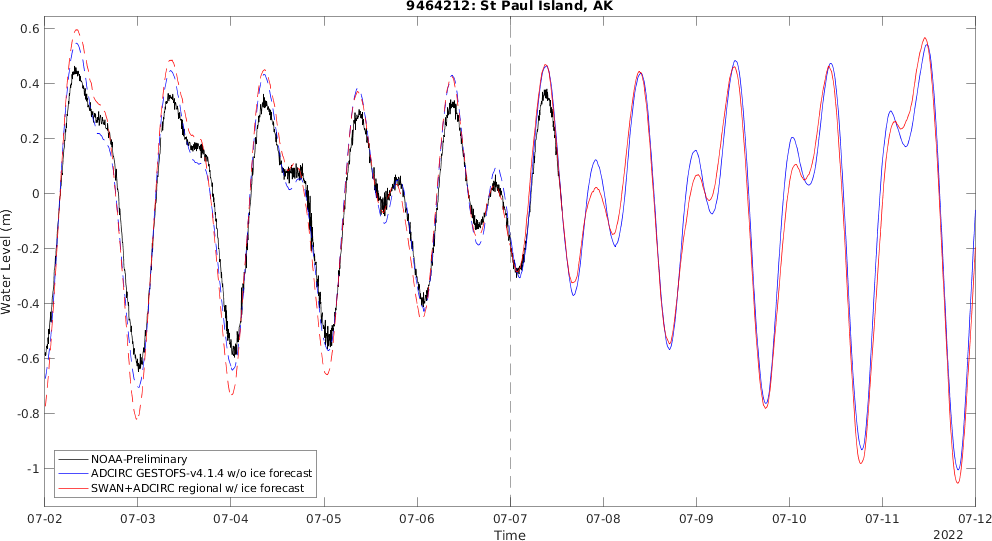 9464212: St Paul Island, AK
0.6
0.4
0.2
0
-0.2
-0.4
-0.6
-0.8
-1
Water Level (m)
NOAA-Preliminary
ADCIRC GESTOFS-v4.1.4 w/o ice forecast
SWAN+ADCIRC regional w/ ice forecast
07-02 07-03 07-04 07-05 07-06 07-07 07-08 07-09 07-10 07-11 07-12
Time
2022